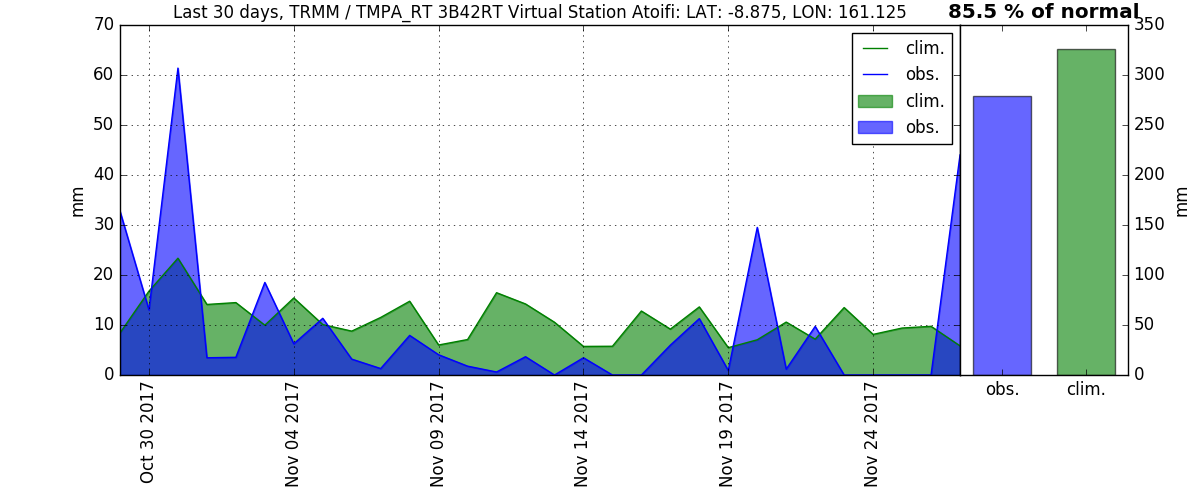 Last 30 days, TRMM / TMPA_RT 3B42RT Virtual Station Atoifi: LAT: -8.875, LON: 161.125
85.5 % of normal
clim.
obs.
clim.
obs.
70
60
50
40
30
20
10
0
mm
350
300
250
200
150
100
50
0
mm
Oct 30 2017
Nov 04 2017
Nov 09 2017
Nov 14 2017
Nov 19 2017
Nov 24 2017
obs.
clim.